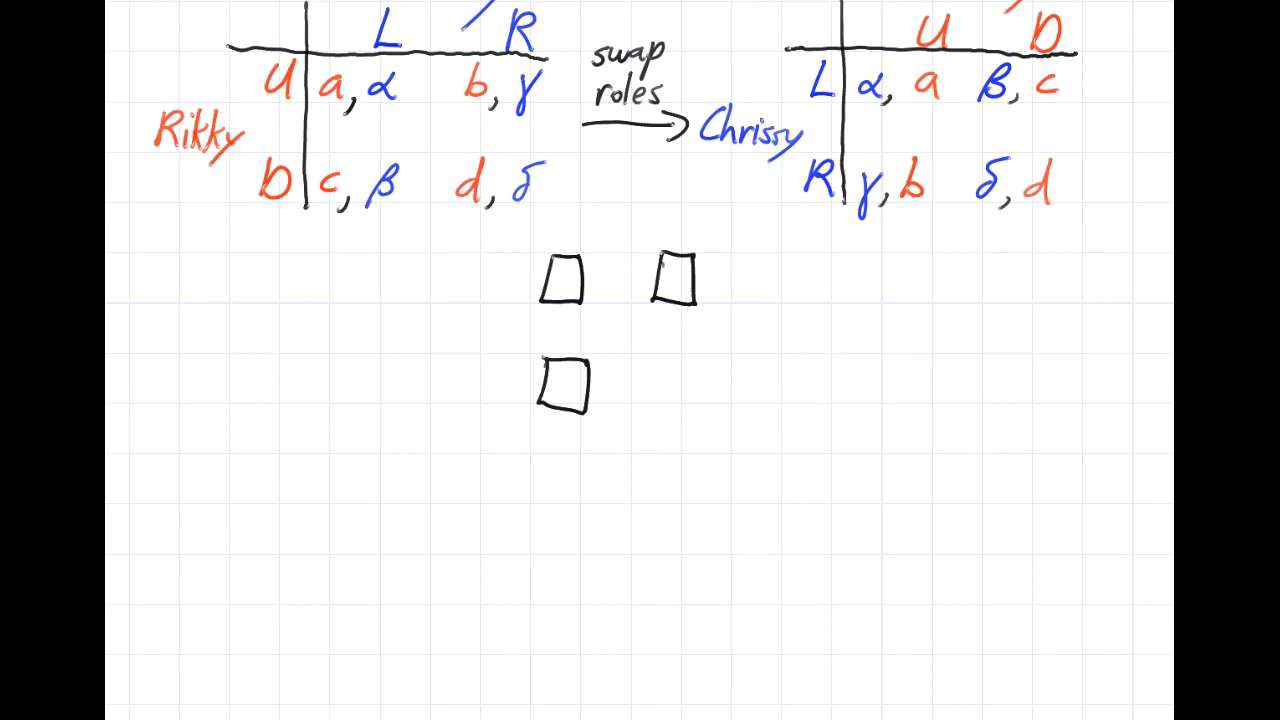 L R
U a, α b, γ
Rikky
D c, β d, δ
swap
roles
U D
L α, a β, c
Chrissy
R γ, b δ, d